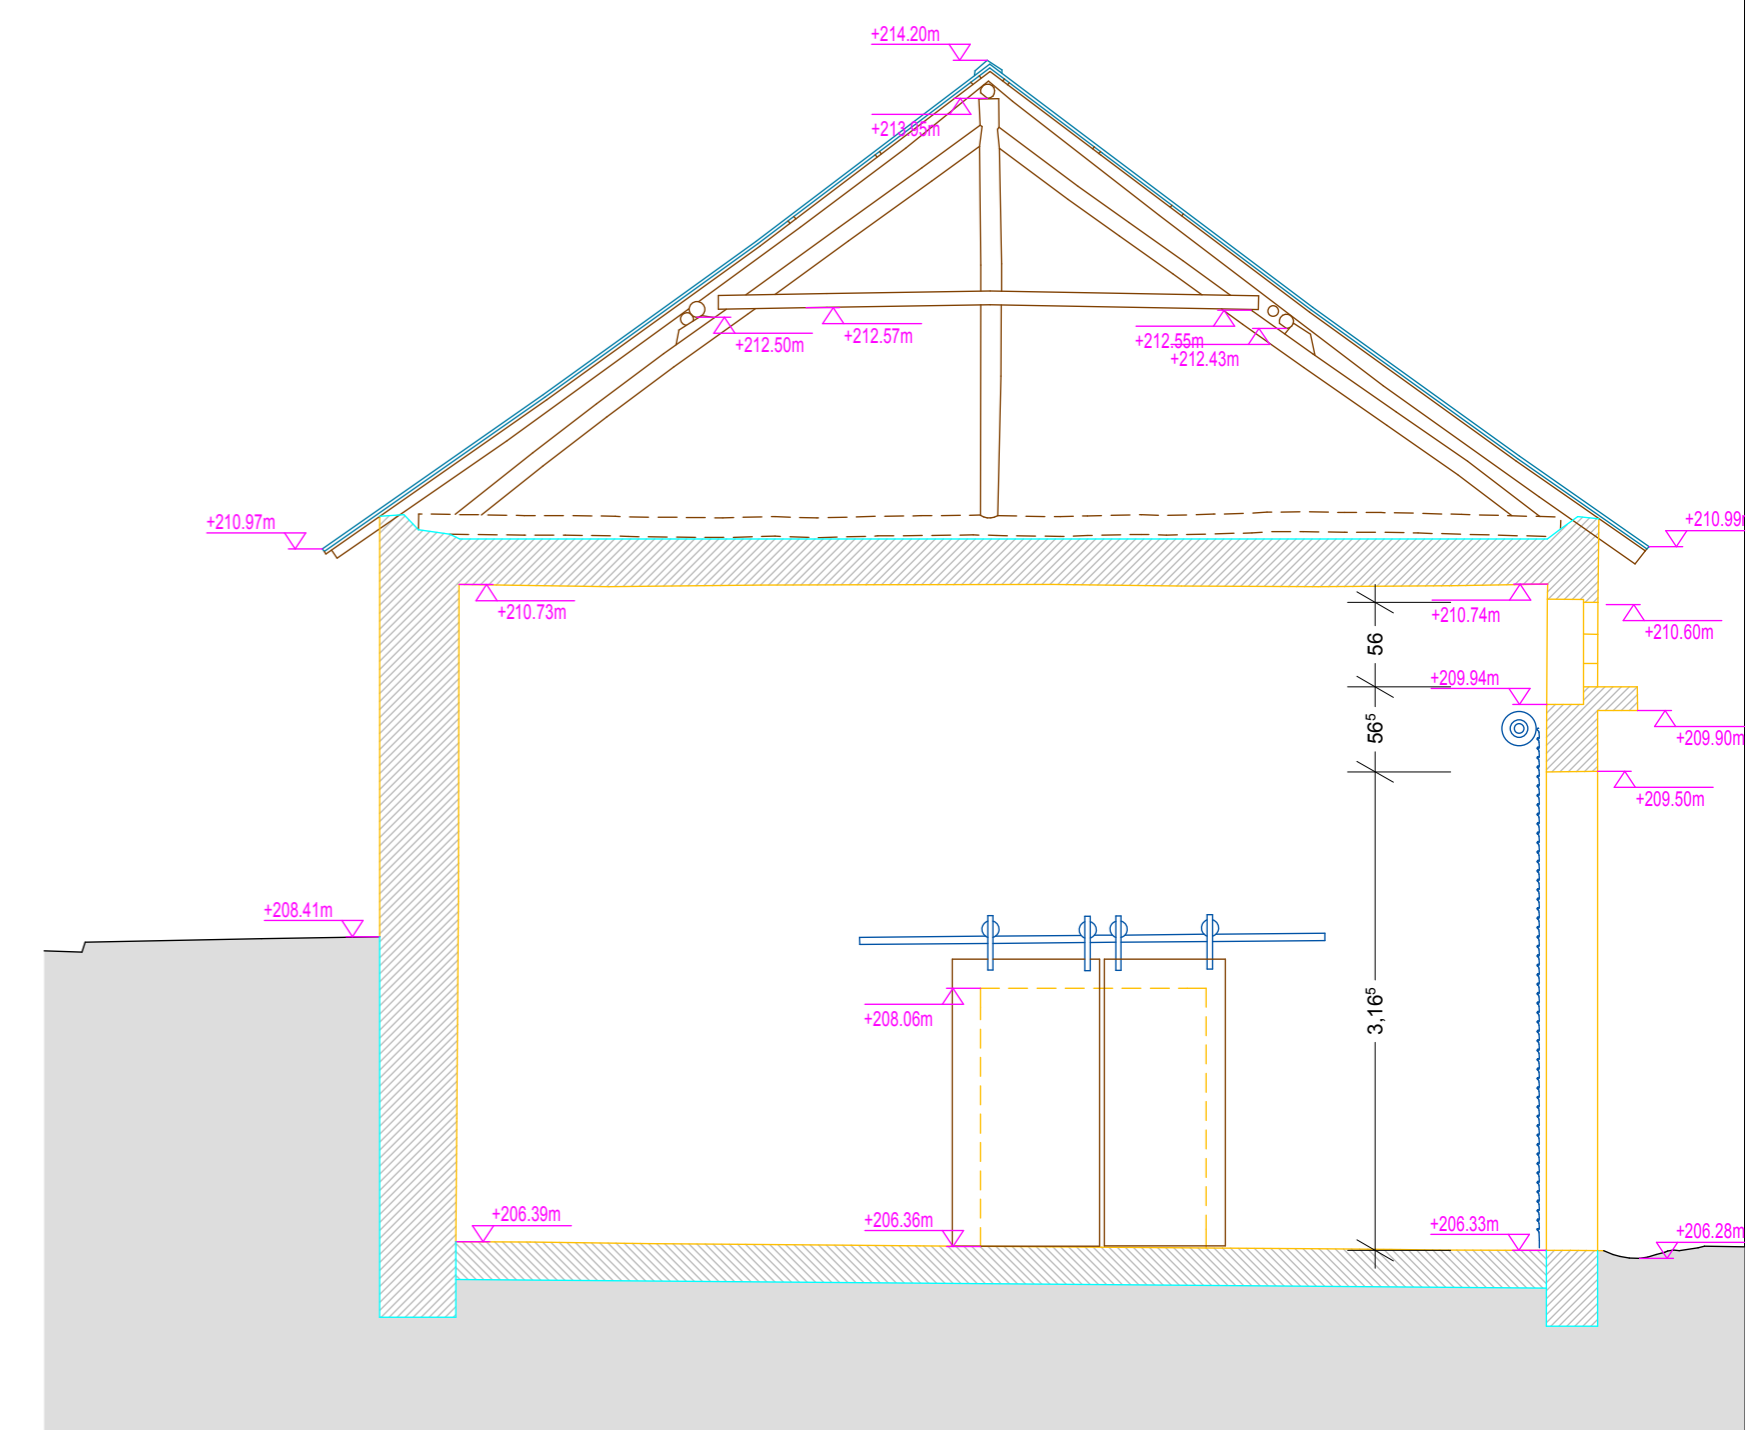 +214.20m
+213.95m
+212.50m
+212.57m
+212.55m
+212.43m
+210.97m
+210.99m
+210.73m
+210.74m
+210.60m
56
+209.94m
56⁵
+209.90m
+209.50m
+208.41m
3,16⁵
+208.06m
+206.39m
+206.36m
+206.33m
+206.28m